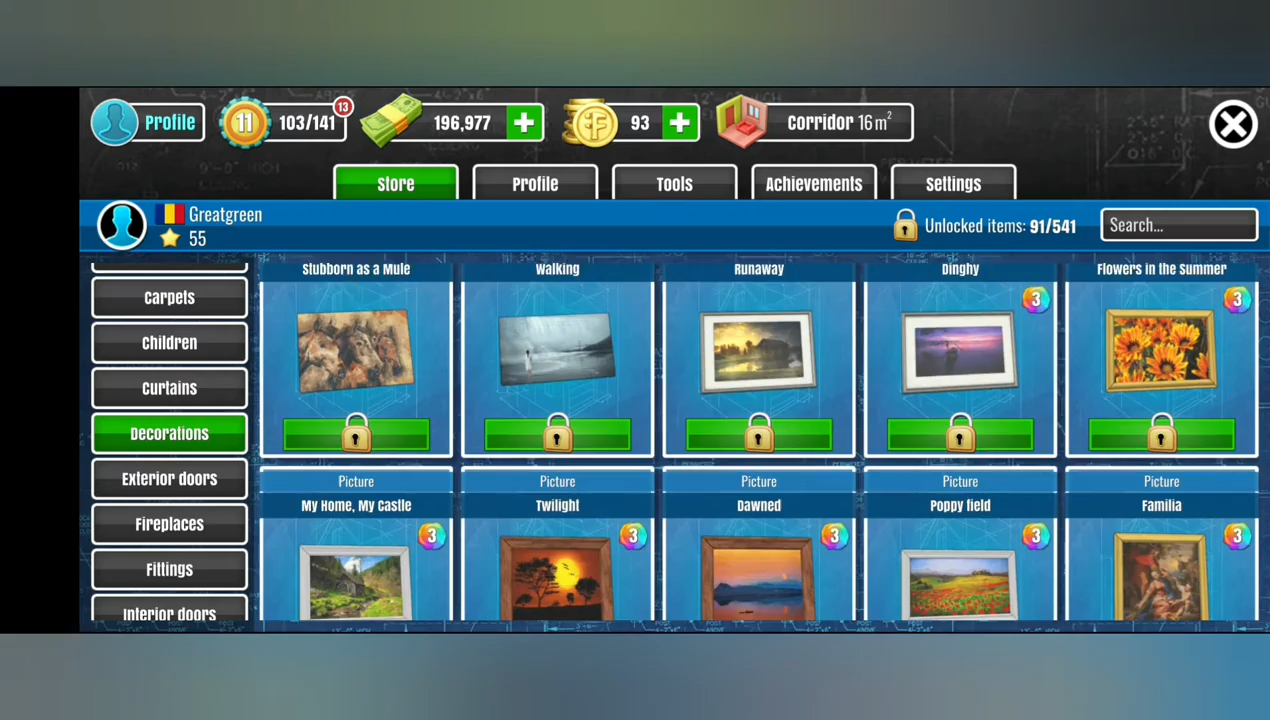 Profile
11
103/141
13
196,977
93
Corridor 16m²
Store
Profile
Tools
Achievements
Settings
Greatgreen
55
Unlocked items: 91/541
Search...
Carpets
Children
Curtains
Decorations
Exterior doors
Fireplaces
Fittings
Interior doors
Stubborn as a Mule
Walking
Runaway
Dinghy
Flowers in the Summer
3
3
Picture
Picture
Picture
Picture
Picture
My Home, My Castle
Twilight
Dawned
Poppy field
Familia
3
3
3
3
3